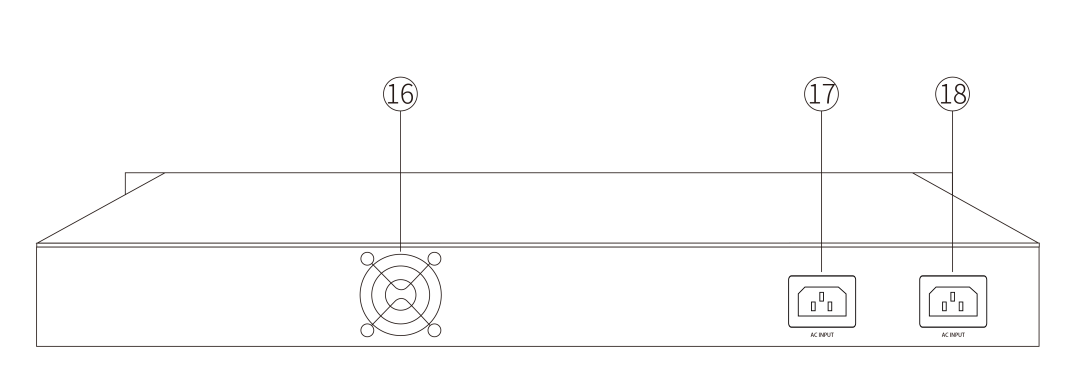 ⑯ ⑰ ⑱
AC INPUT AC INPUT